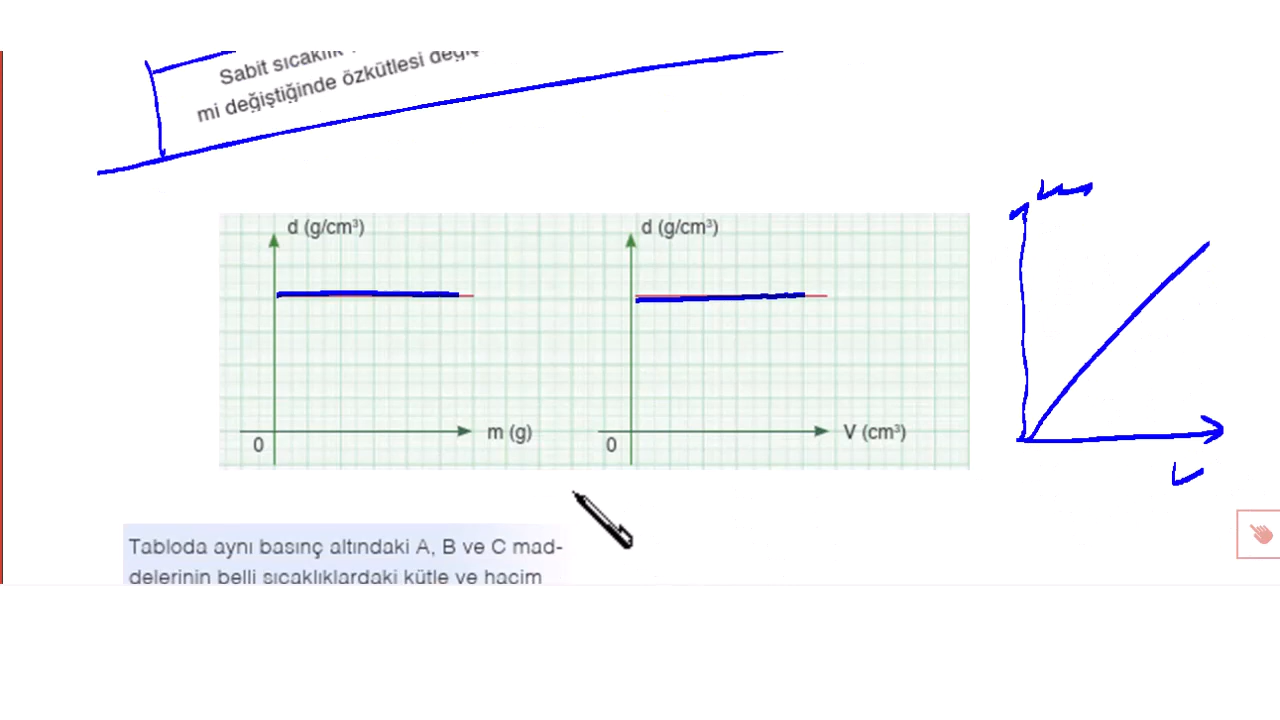 Sabit sıcaklık
mi değiştiğinde özkütlesi
d (g/cm³)
d (g/cm³)
m
0
m (g)
0
V (cm³)
V
Tabloda aynı basınç altındaki A, B ve C mad-
delerinin belli sıcaklıklardaki kütle ve hacim